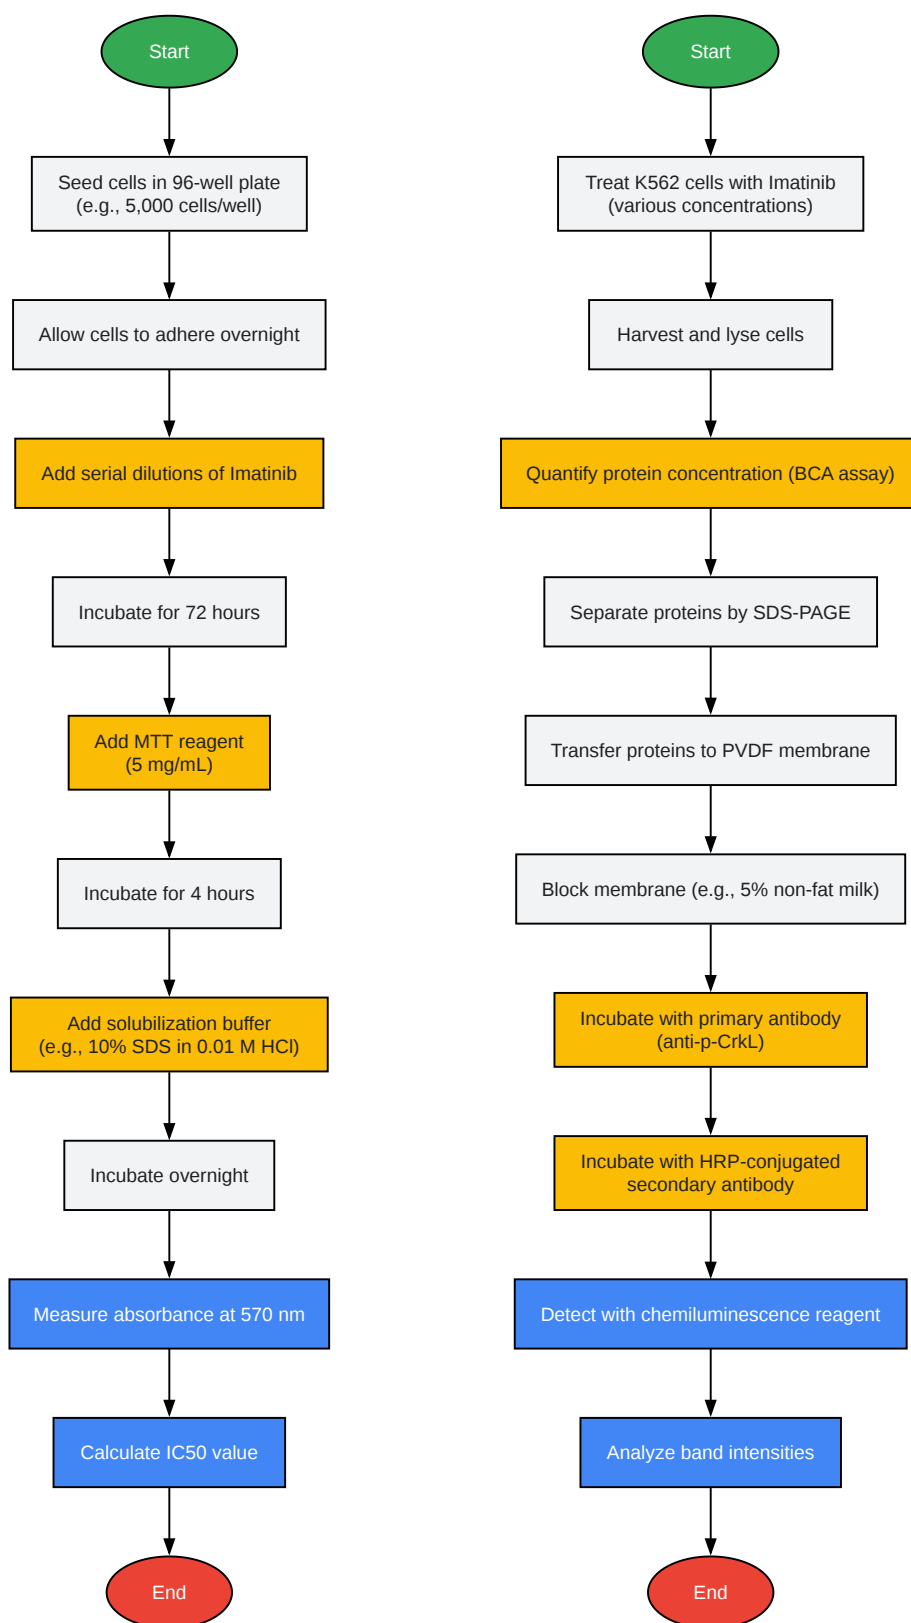 Start
Seed cells in 96-well plate
(e.g., 5,000 cells/well)
Allow cells to adhere overnight
Add serial dilutions of Imatinib
Incubate for 72 hours
Add MTT reagent
(5 mg/mL)
Incubate for 4 hours
Add solubilization buffer
(e.g., 10% SDS in 0.01 M HCl)
Incubate overnight
Measure absorbance at 570 nm
Calculate IC50 value
End
Start
Treat K562 cells with Imatinib
(various concentrations)
Harvest and lyse cells
Quantify protein concentration (BCA assay)
Separate proteins by SDS-PAGE
Transfer proteins to PVDF membrane
Block membrane (e.g., 5% non-fat milk)
Incubate with primary antibody
(anti-p-CrkL)
Incubate with HRP-conjugated
secondary antibody
Detect with chemiluminescence reagent
Analyze band intensities
End